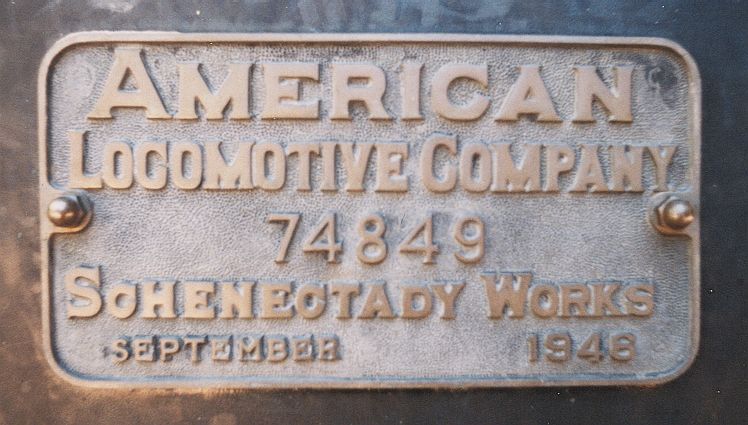 AMERICAN
LOCOMOTIVE COMPANY
74849
SCHENECTADY WORKS
SEPTEMBER 1946